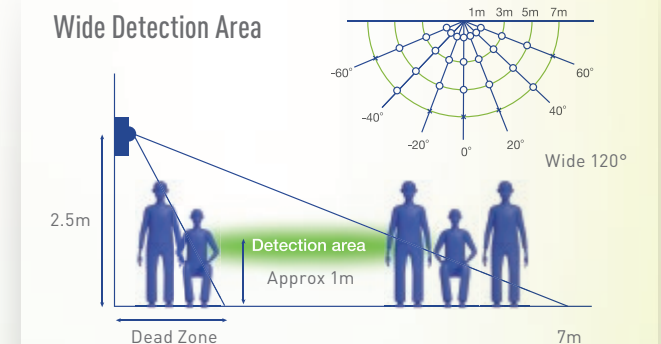 Wide Detection Area
1m 3m 5m 7m
-60° 60°
-40° 40°
-20° 0° 20°
Wide 120°
2.5m
Detection area
Approx 1m
Dead Zone 7m